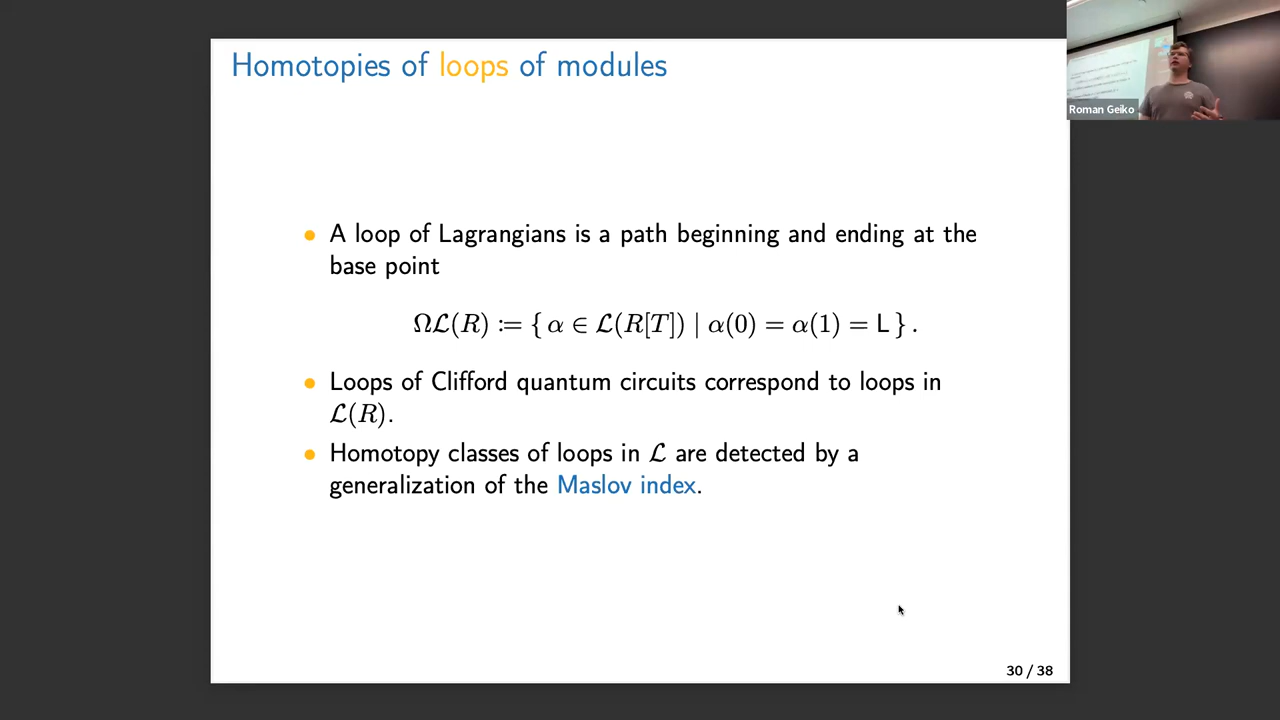 Homotopies of loops of modules
Roman Geiko
• A loop of Lagrangians is a path beginning and ending at the
base point
Ωℒ(R) := { α ∈ ℒ(R[T]) | α(0) = α(1) = L } .
• Loops of Clifford quantum circuits correspond to loops in
ℒ(R).
• Homotopy classes of loops in ℒ are detected by a
generalization of the Maslov index.
30 / 38